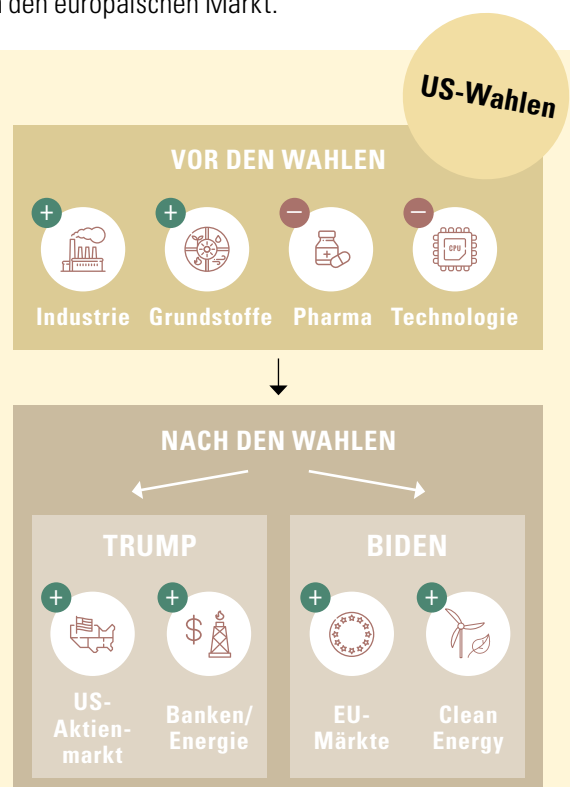 den europäischen Markt.
US-Wahlen
VOR DEN WAHLEN
Industrie Grundstoffe Pharma Technologie
CPU
NACH DEN WAHLEN
TRUMP
BIDEN
US-
Aktien-
markt
Banken/
Energie
EU-
Märkte
Clean
Energy